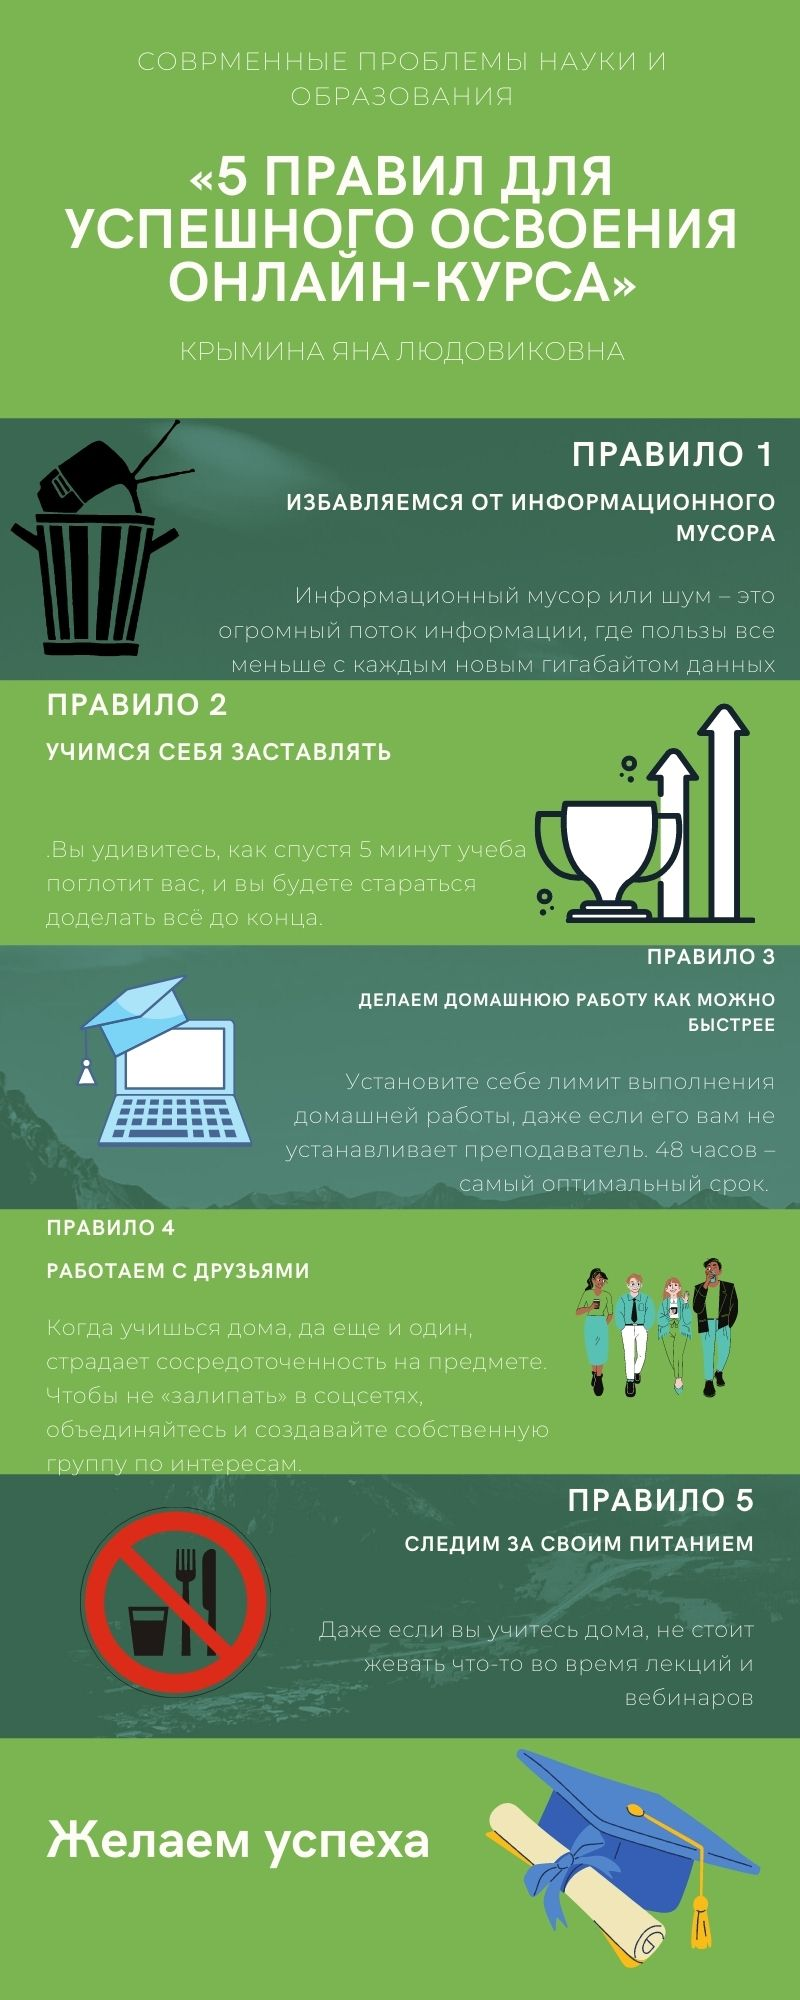 СОВРМЕННЫЕ ПРОБЛЕМЫ НАУКИ И
ОБРАЗОВАНИЯ
«5 ПРАВИЛ ДЛЯ
УСПЕШНОГО ОСВОЕНИЯ
ОНЛАЙН-КУРСА»
КРЫМИНА ЯНА ЛЮДОВИКОВНА
ПРАВИЛО 1
ИЗБАВЛЯЕМСЯ ОТ ИНФОРМАЦИОННОГО
МУСОРА
Информационный мусор или шум – это
огромный поток информации, где пользы все
меньше с каждым новым гигабайтом данных
ПРАВИЛО 2
УЧИМСЯ СЕБЯ ЗАСТАВЛЯТЬ
.Вы удивитесь, как спустя 5 минут учеба
поглотит вас, и вы будете стараться
доделать всё до конца.
ПРАВИЛО 3
ДЕЛАЕМ ДОМАШНЮЮ РАБОТУ КАК МОЖНО
БЫСТРЕЕ
Установите себе лимит выполнения
домашней работы, даже если его вам не
устанавливает преподаватель. 48 часов –
самый оптимальный срок.
ПРАВИЛО 4
РАБОТАЕМ С ДРУЗЬЯМИ
Когда учишься дома, да еще и один,
страдает сосредоточенность на предмете.
Чтобы не «залипать» в соцсетях,
объединяйтесь и создавайте собственную
группу по интересам.
ПРАВИЛО 5
СЛЕДИМ ЗА СВОИМ ПИТАНИЕМ
Даже если вы учитесь дома, не стоит
жевать что-то во время лекций и
вебинаров
Желаем успеха